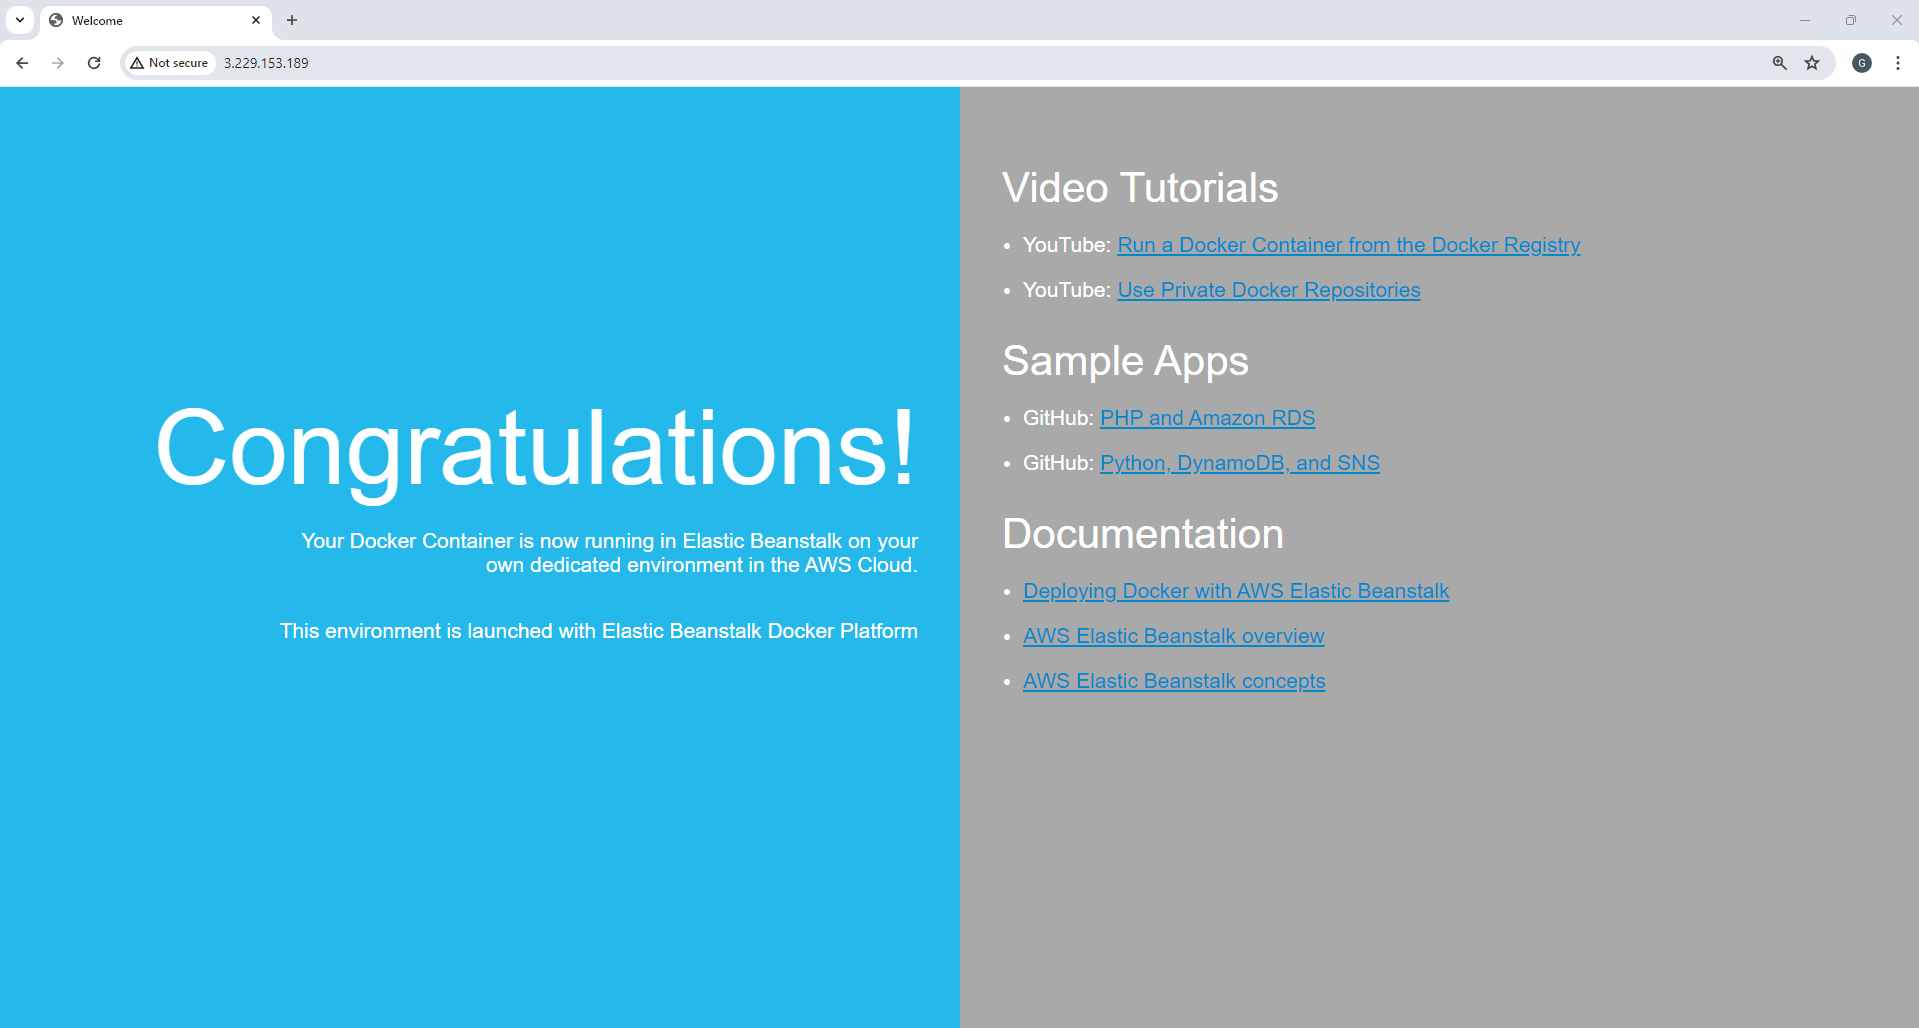 Welcome
Not secure
3.229.153.189
G
Congratulations!
Your Docker Container is now running in Elastic Beanstalk on your
own dedicated environment in the AWS Cloud.
This environment is launched with Elastic Beanstalk Docker Platform
Video Tutorials
• YouTube: Run a Docker Container from the Docker Registry
• YouTube: Use Private Docker Repositories
Sample Apps
• GitHub: PHP and Amazon RDS
• GitHub: Python, DynamoDB, and SNS
Documentation
• Deploying Docker with AWS Elastic Beanstalk
• AWS Elastic Beanstalk overview
• AWS Elastic Beanstalk concepts